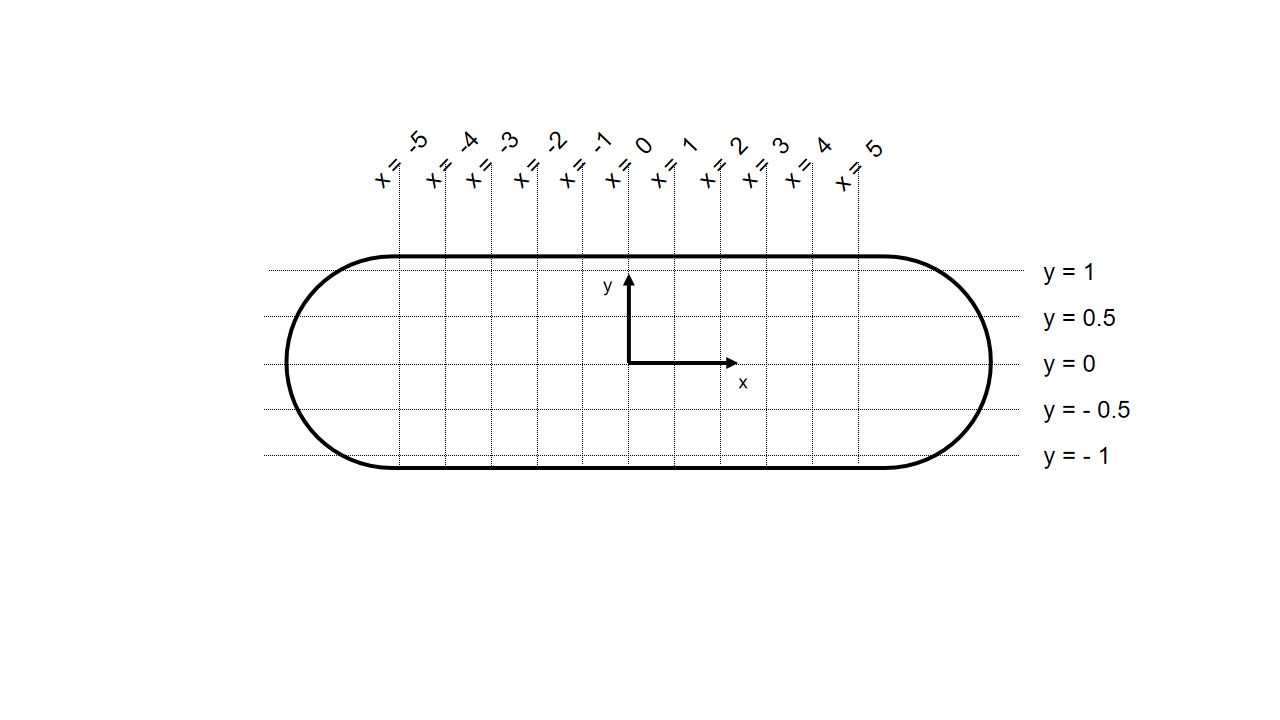 x = -5
x = -4
x = -3
x = -2
x = -1
x = 0
x = 1
x = 2
x = 3
x = 4
x = 5
y = 1
y
y = 0.5
y = 0
x
y = - 0.5
y = - 1